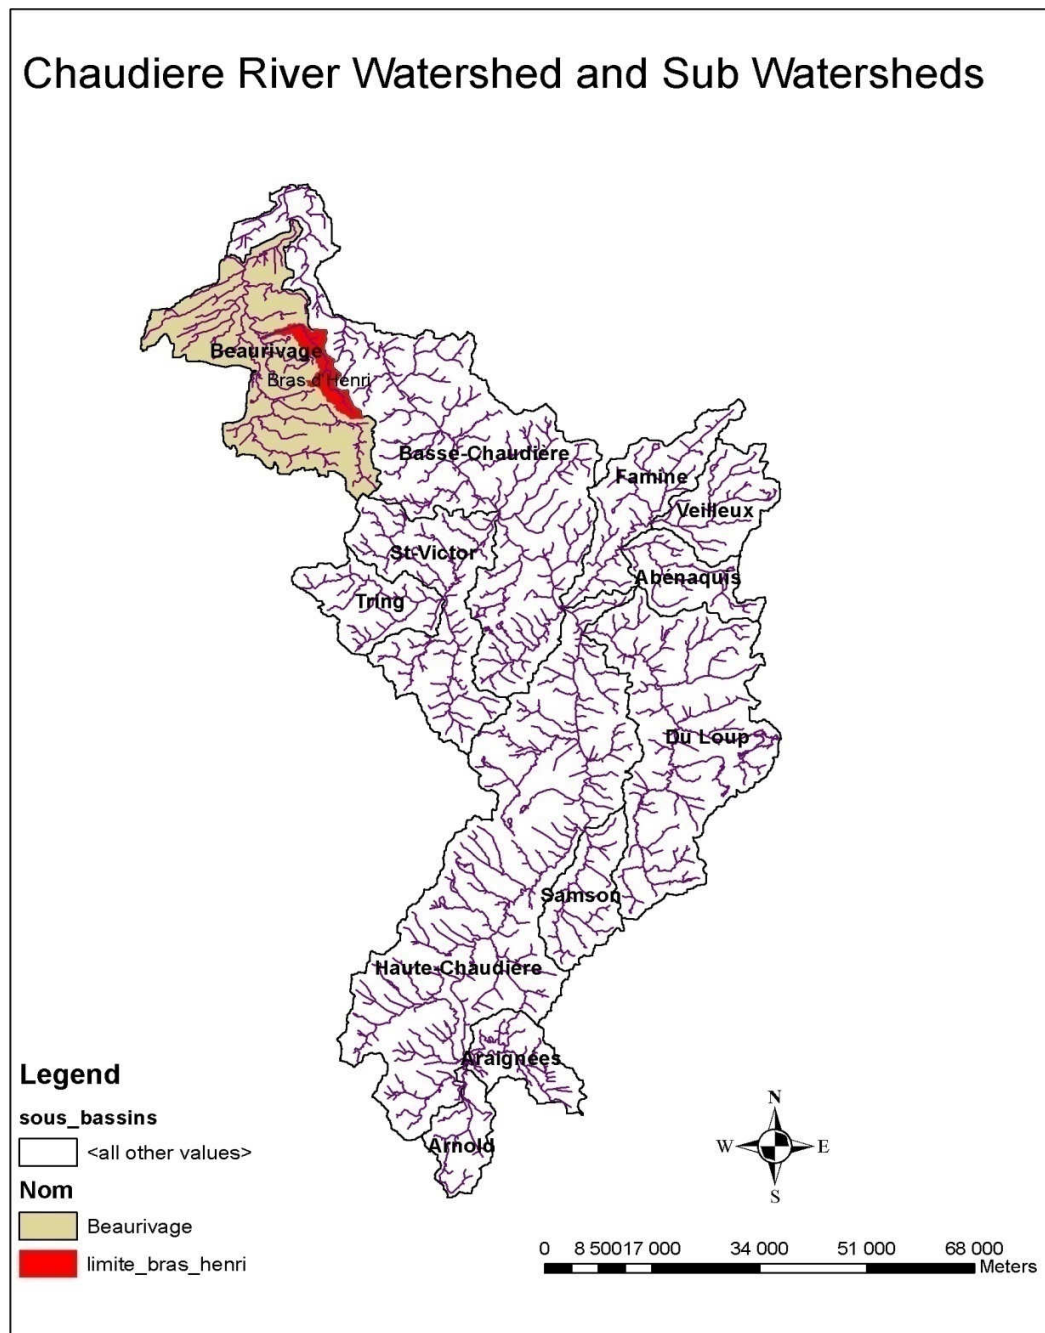 Chaudiere River Watershed and Sub Watersheds
Beaurivage
Bras d'Henri
Basse-Chaudière
Famine
Veilleux
St-Victor
Abénaquis
Tring
Du Loup
Samson
Haute-Chaudière
Araignées
Arnold
Legend
sous_bassins
<all other values>
Nom
Beaurivage
limite_bras_henri
N
W E
S
0 8 500 17 000 34 000 51 000 68 000
Meters